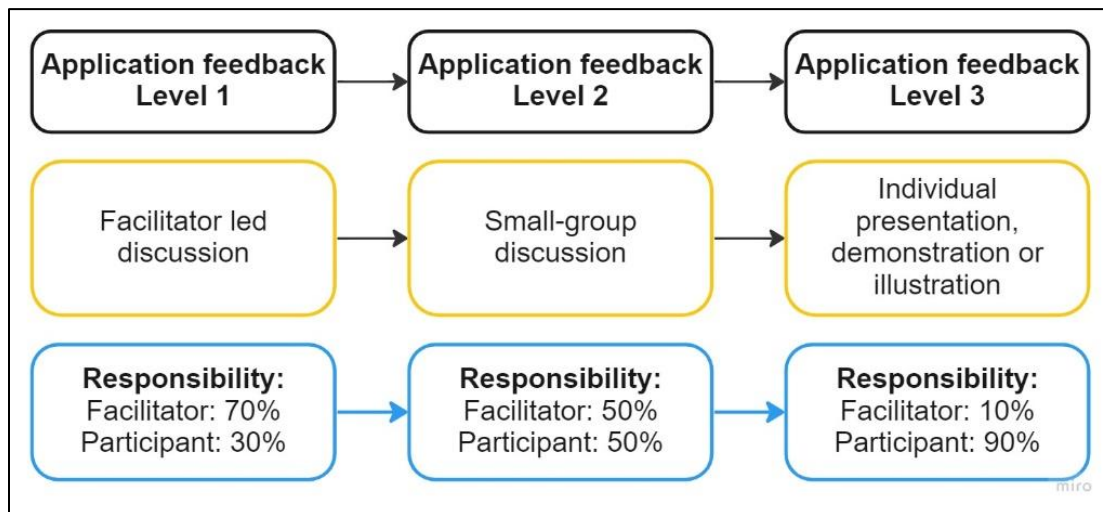 Application feedback
Level 1
Application feedback
Level 2
Application feedback
Level 3
Facilitator led
discussion
Small-group
discussion
Individual
presentation,
demonstration or
illustration
Responsibility:
Facilitator: 70%
Participant: 30%
Responsibility:
Facilitator: 50%
Participant: 50%
Responsibility:
Facilitator: 10%
Participant: 90%
miro